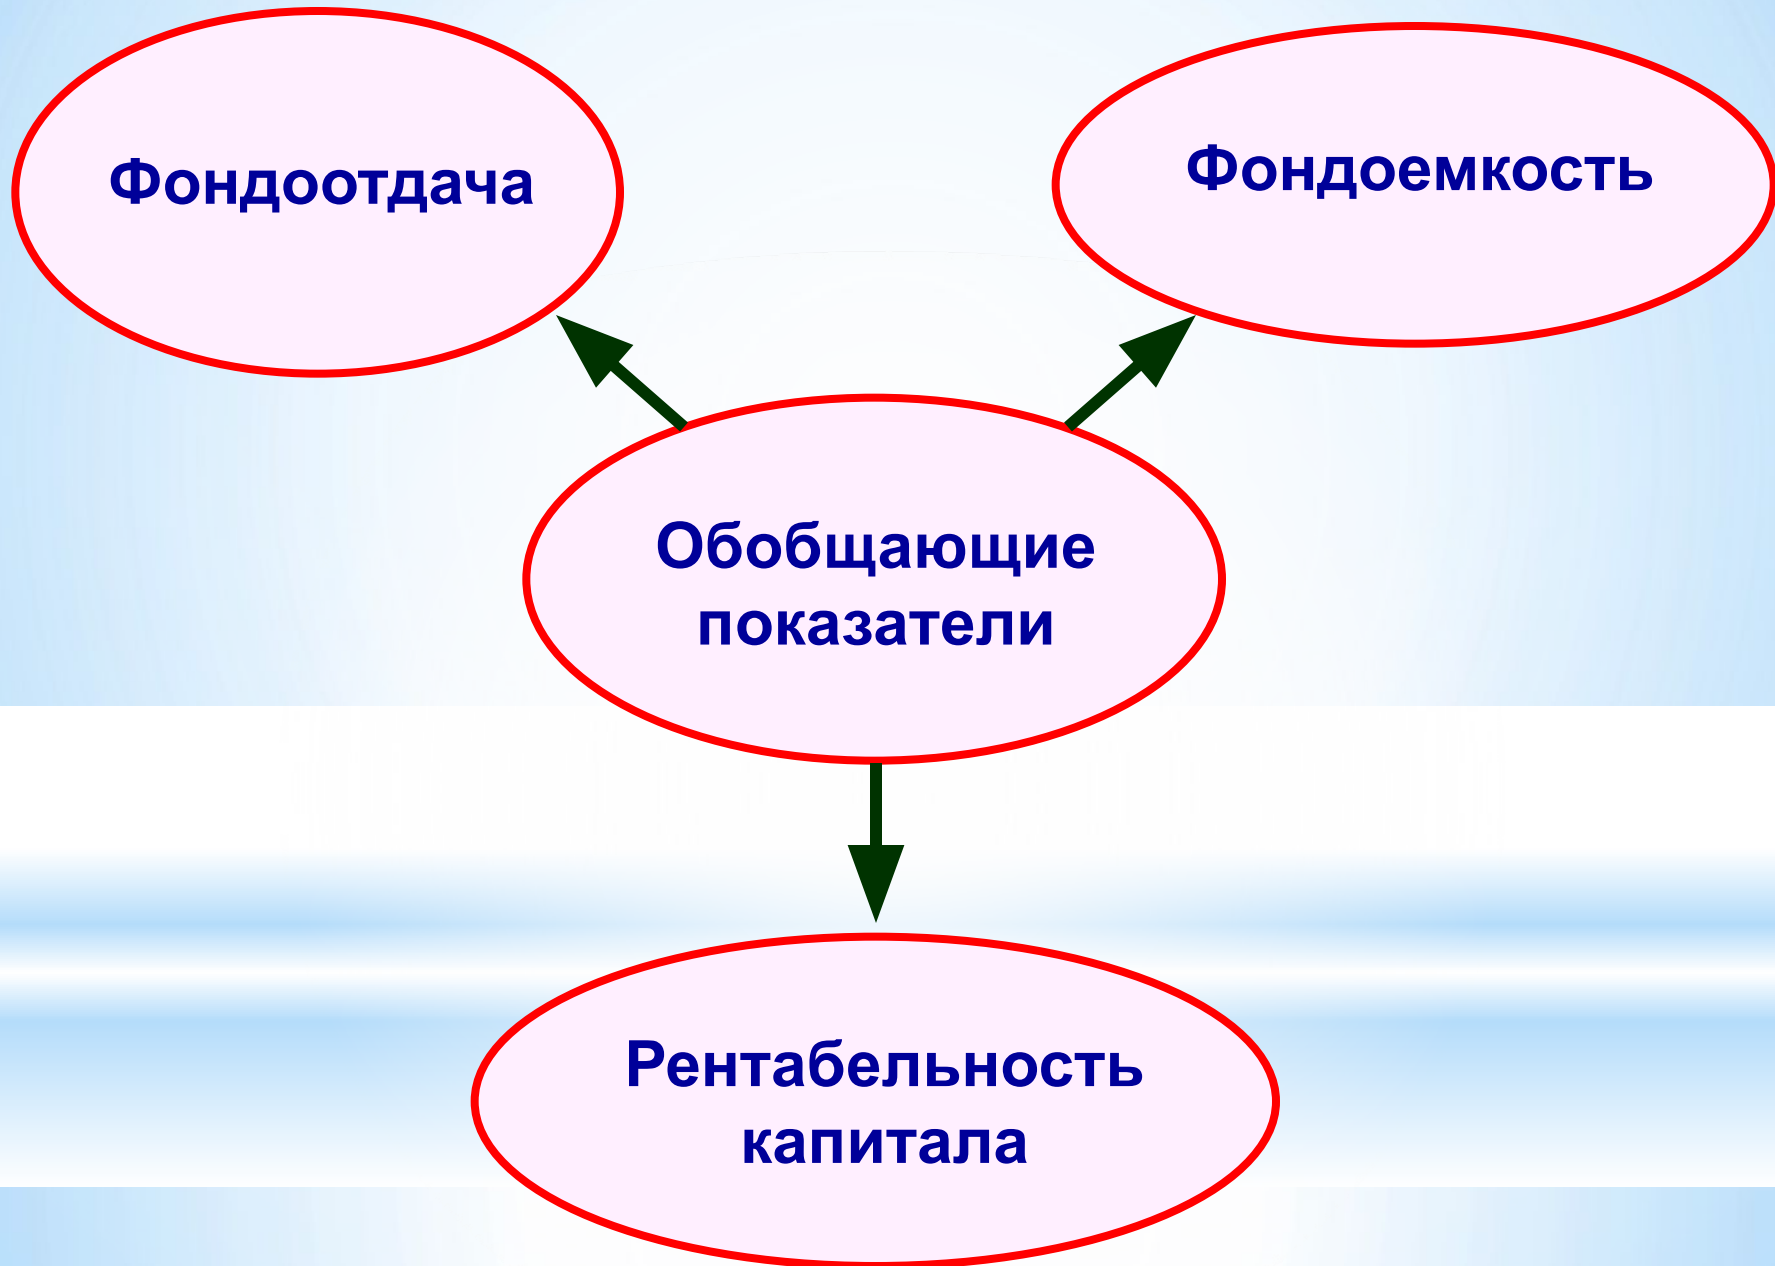 Фондоотдача
Фондоемкость
Обобщающие
показатели
Рентабельность
капитала